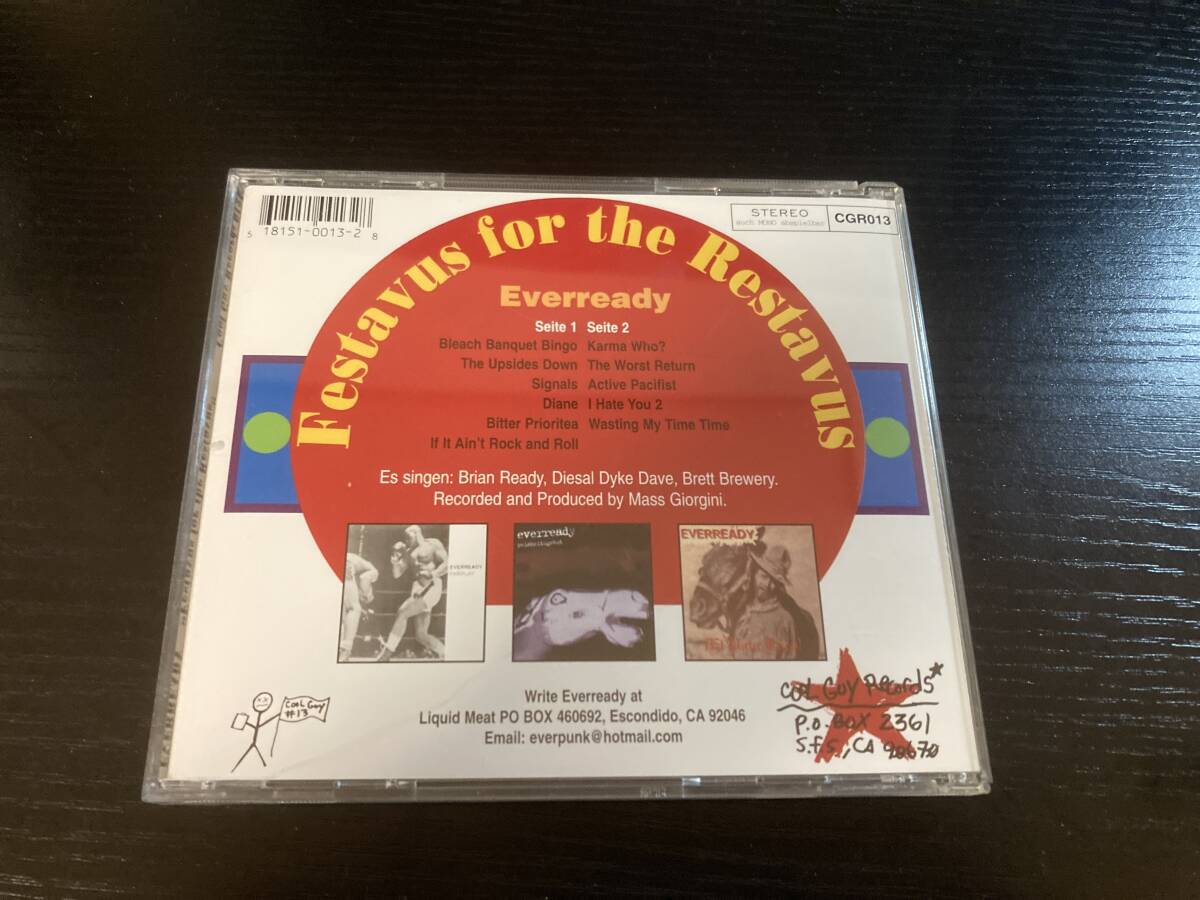 5 18151-0013-2 8
STEREO
auch MONO abspielbar
CGR013
Festavus for the Restavus
Everready
Seite 1 Seite 2
Bleach Banquet Bingo Karma Who?
The Upsides Down The Worst Return
Signals Active Pacifist
Diane I Hate You 2
Bitter Prioritea Wasting My Time Time
If It Ain't Rock and Roll
Es singen: Brian Ready, Diesal Dyke Dave, Brett Brewery.
Recorded and Produced by Mass Giorgini.
EVERREADY
everready
EVERREADY
Write Everready at
Liquid Meat PO BOX 460692, Escondido, CA 92046
Email: everpunk@hotmail.com
CooL Guy
#13
CooL Guy Records*
P.o. BOX 2361
S.f.S., CA 90670